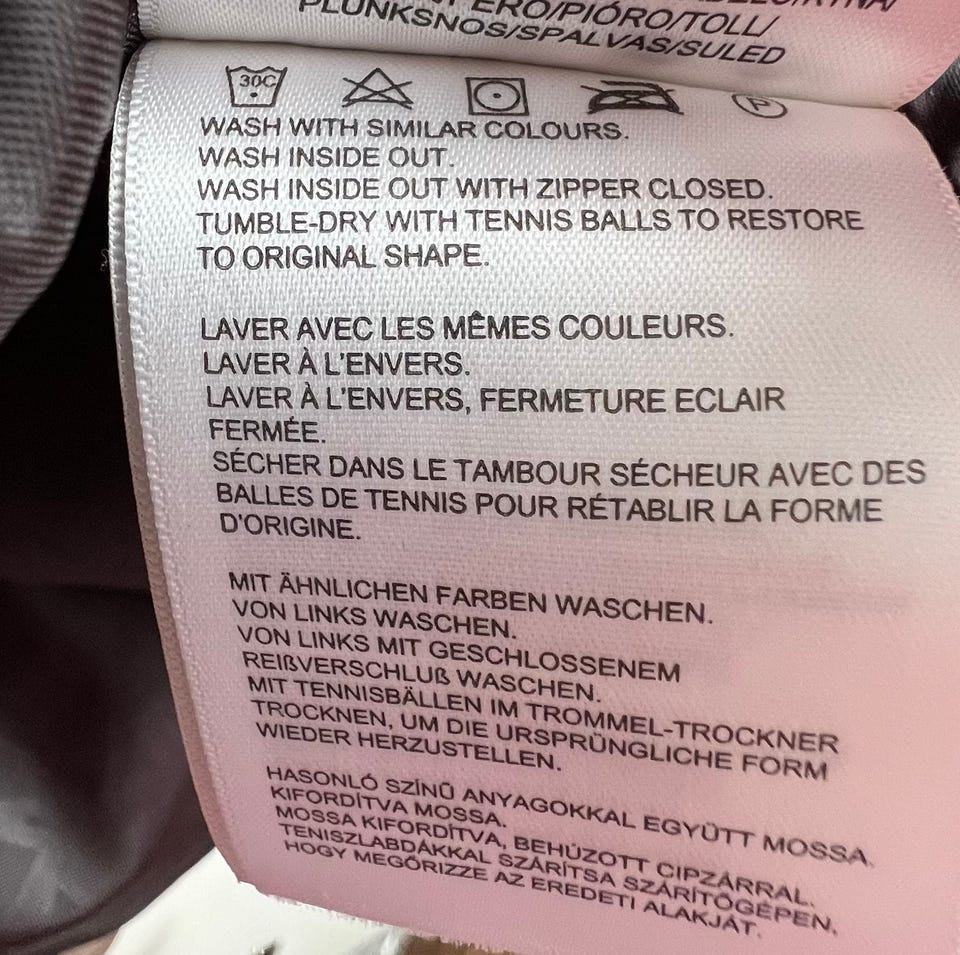 PERO/PIÓRO/TOLL/
PLUNKSNOS/SPALVAS/SULED
30C
P
WASH WITH SIMILAR COLOURS.
WASH INSIDE OUT.
WASH INSIDE OUT WITH ZIPPER CLOSED.
TUMBLE-DRY WITH TENNIS BALLS TO RESTORE
TO ORIGINAL SHAPE.
LAVER AVEC LES MÊMES COULEURS.
LAVER À L'ENVERS.
LAVER À L'ENVERS, FERMETURE ECLAIR
FERMÉE.
SÉCHER DANS LE TAMBOUR SÉCHEUR AVEC DES
BALLES DE TENNIS POUR RÉTABLIR LA FORME
D'ORIGINE.
MIT ÄHNLICHEN FARBEN WASCHEN.
VON LINKS WASCHEN.
VON LINKS MIT GESCHLOSSENEM
REIßVERSCHLUß WASCHEN.
MIT TENNISBÄLLEN IM TROMMEL-TROCKNER
TROCKNEN, UM DIE URSPRÜNGLICHE FORM
WIEDER HERZUSTELLEN.
HASONLÓ SZÍNŰ ANYAGOKKAL EGYÜTT MOSSA.
KIFORDÍTVA MOSSA.
MOSSA KIFORDÍTVA, BEHÚZOTT CIPZÁRRAL.
TENISZLABDÁKKAL SZÁRÍTSA SZÁRÍTÓGÉPEN,
HOGY MEGŐRIZZE AZ EREDETI ALAKJÁT.